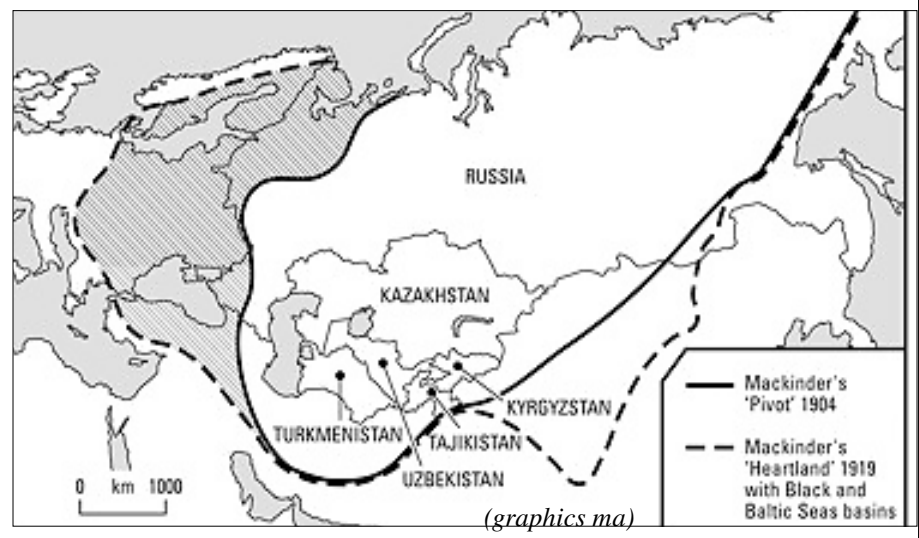 RUSSIA
KAZAKHSTAN
KYRGYZSTAN
TURKMENISTAN
TAJIKISTAN
UZBEKISTAN
0 km 1000
(graphics ma)
Mackinder's
'Pivot' 1904
Mackinder's
'Heartland' 1919
with Black and
Baltic Seas basins